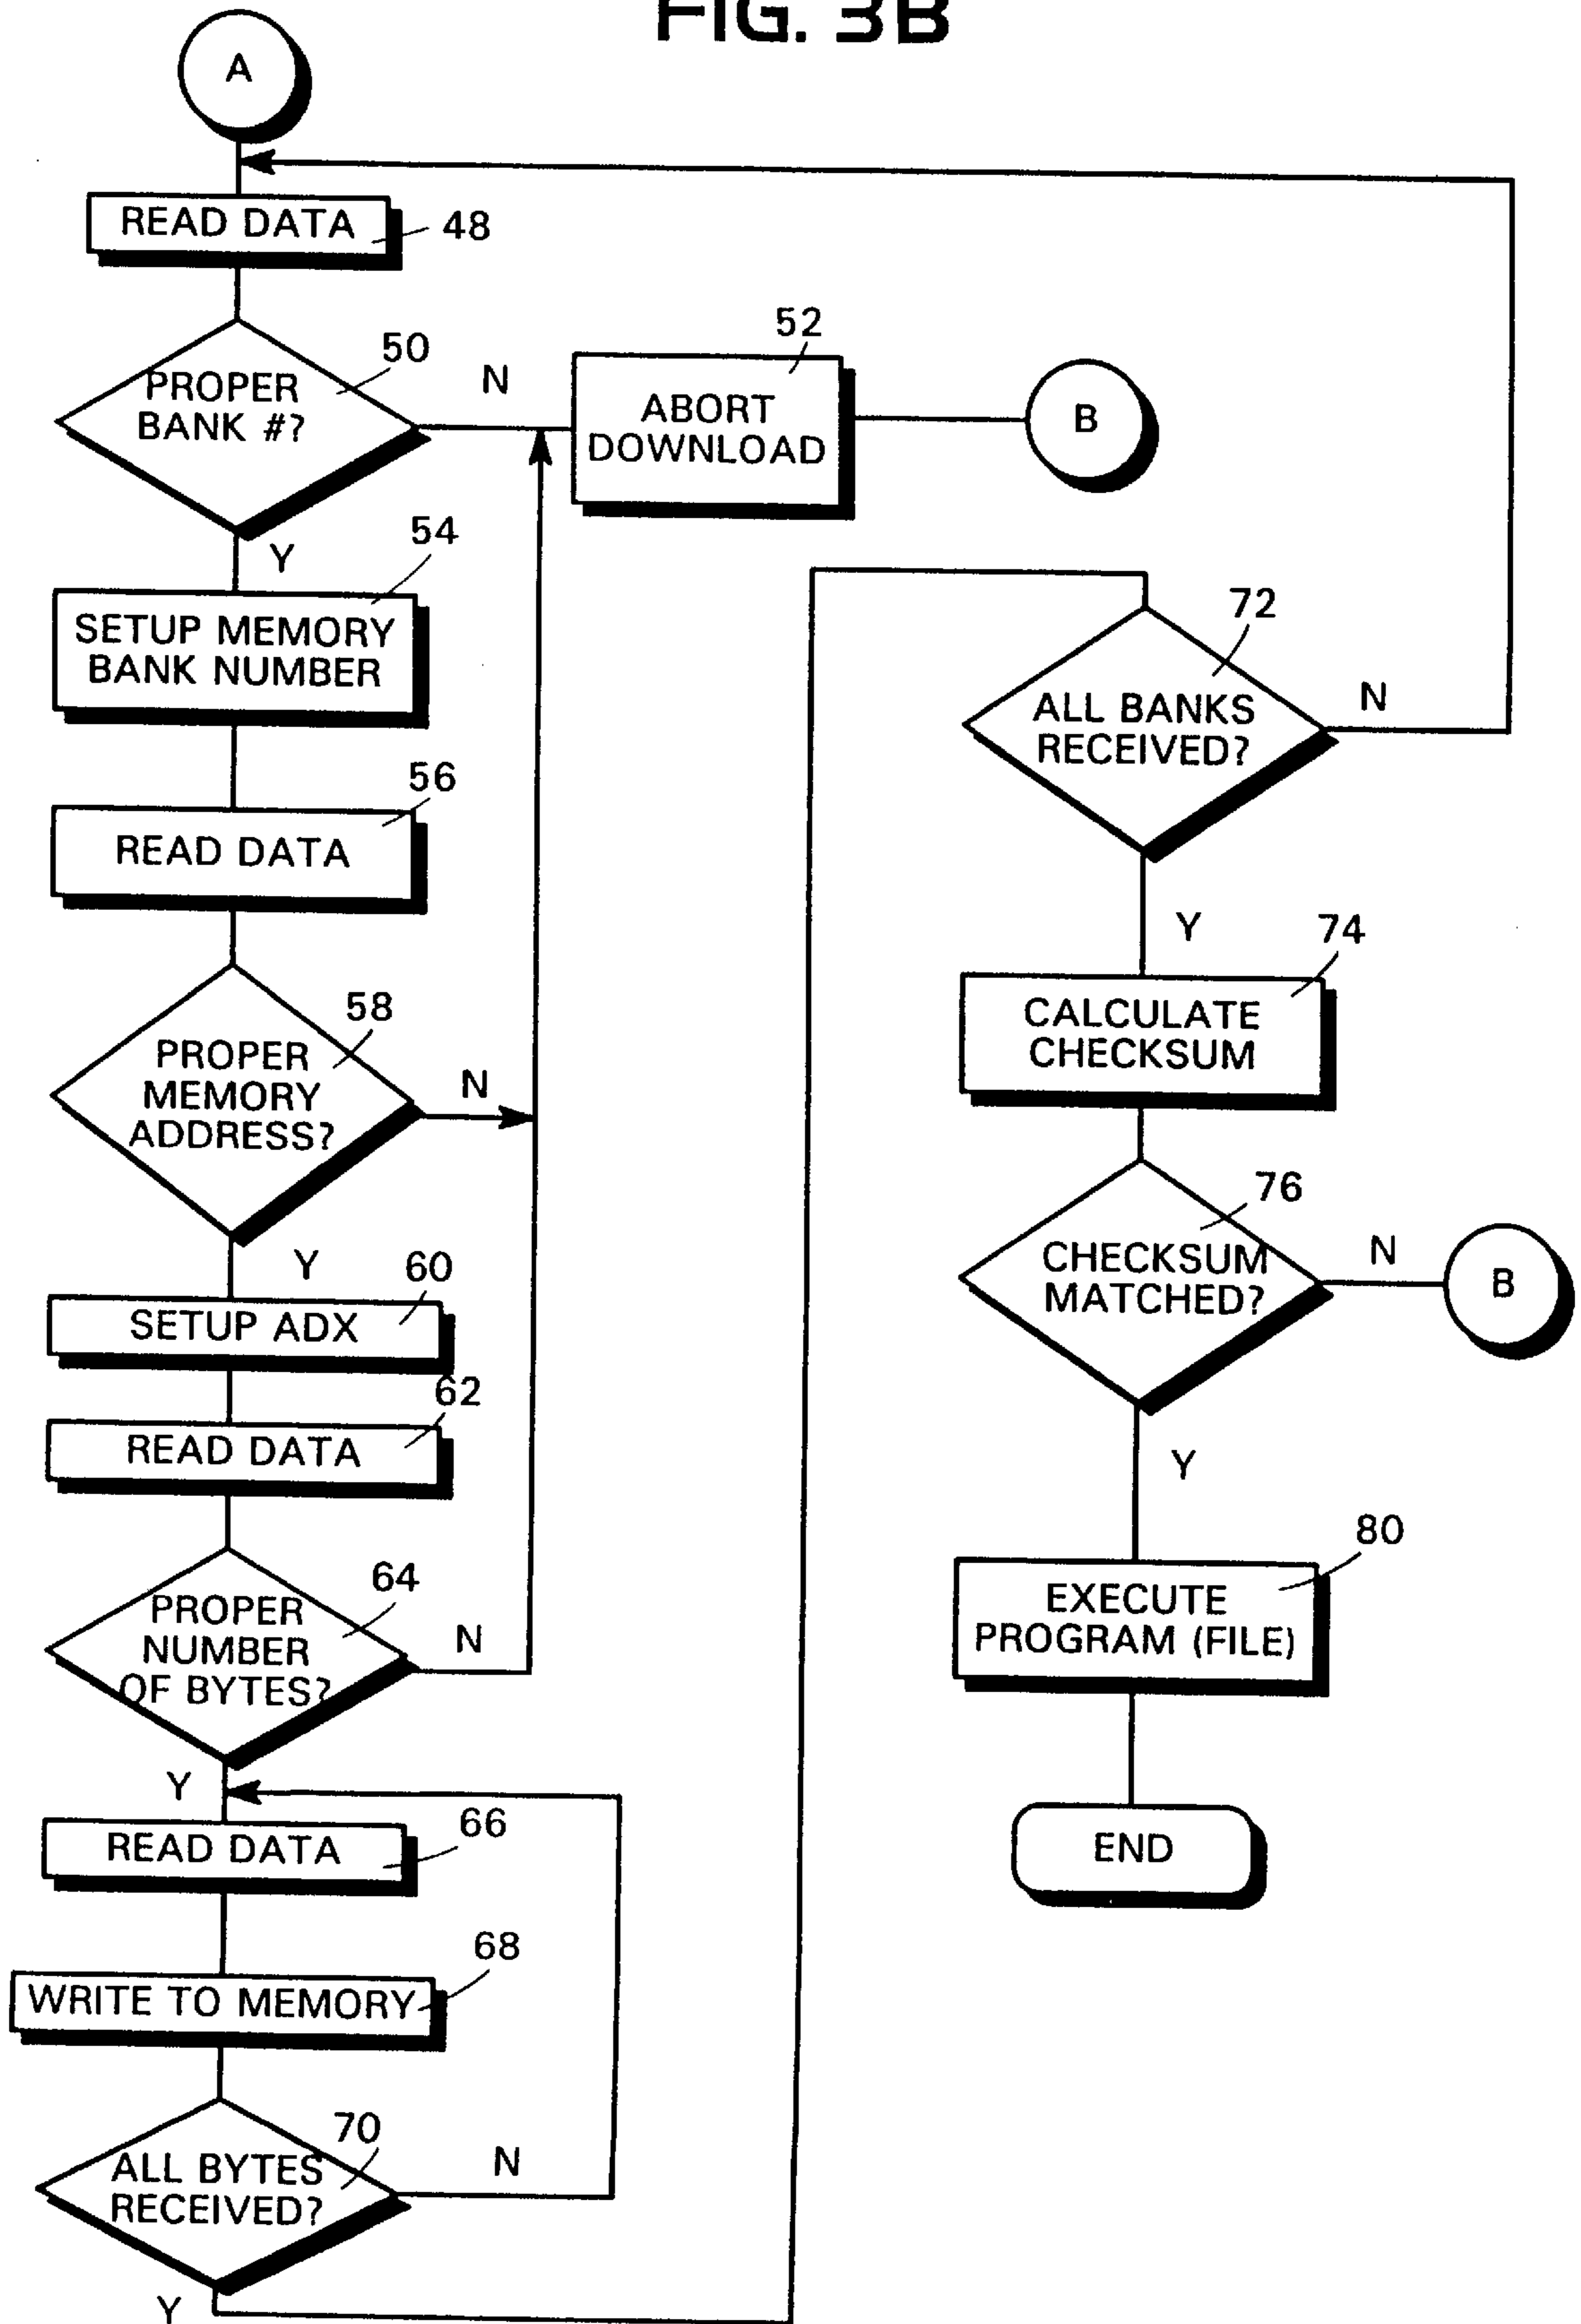 FIG. 3B
A
READ DATA
48
PROPER
BANK #?
50
N
52
ABORT
DOWNLOAD
B
Y
54
SETUP MEMORY
BANK NUMBER
56
READ DATA
58
PROPER
MEMORY
ADDRESS?
N
Y
60
SETUP ADX
62
READ DATA
64
PROPER
NUMBER
OF BYTES?
N
Y
READ DATA
66
68
WRITE TO MEMORY
70
ALL BYTES
RECEIVED?
N
Y
72
ALL BANKS
RECEIVED?
N
Y
74
CALCULATE
CHECKSUM
76
CHECKSUM
MATCHED?
N
B
Y
80
EXECUTE
PROGRAM (FILE)
END